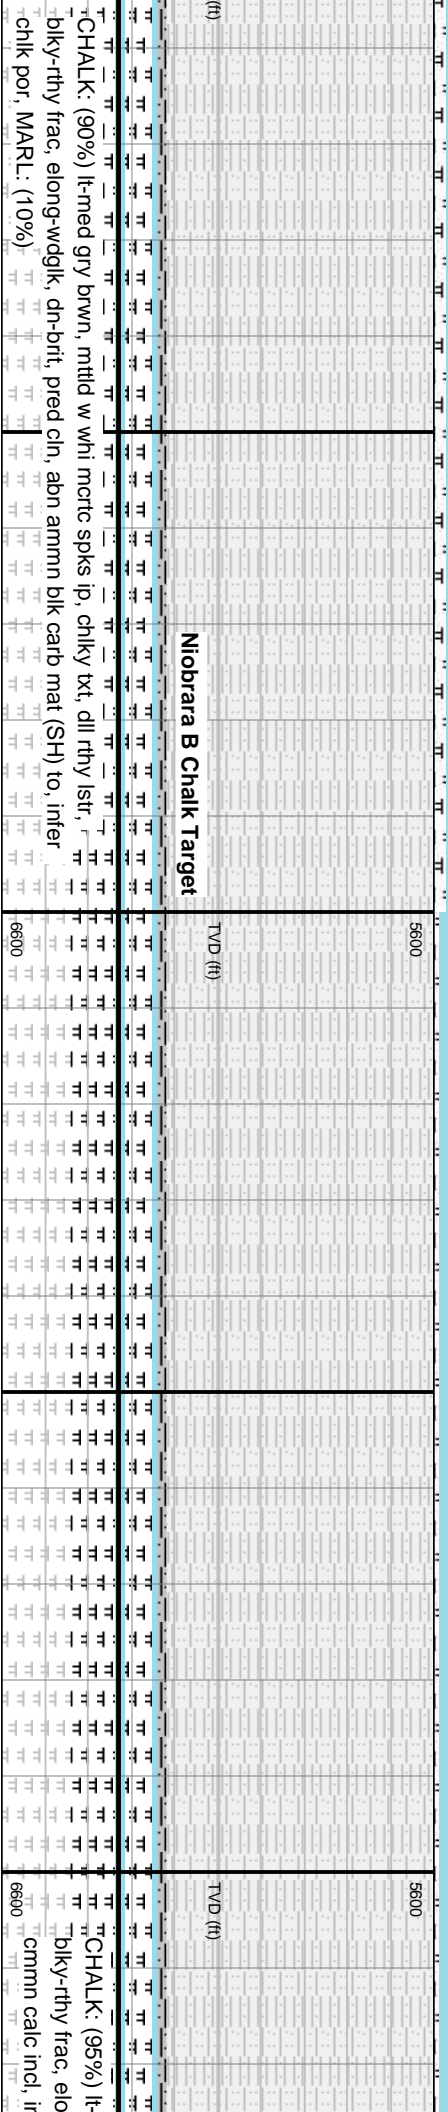 (ft)
CHALK: (90%) lt-med gry brwn, mttld w whi mcrtc spks ip, chlky txt, dll rthy lstr,
blky-rthy frac, elong-wdglk, dn-brit, pred cln, abn ammn blk carb mat (SH) to, infer
chlk por, MARL: (10%)
Niobrara B Chalk Target
5600
TVD (ft)
6600
5600
TVD (ft)
6600
CHALK: (95%) lt-
blky-rthy frac, elo
cmmn calc incl, ir